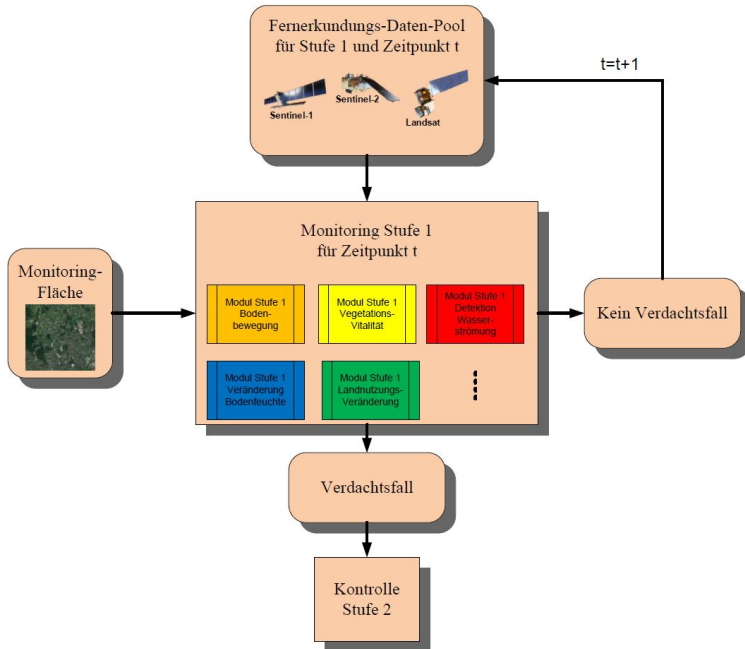 Fernerkundungs-Daten-Pool
für Stufe 1 und Zeitpunkt t
Sentinel-1
Sentinel-2
Landsat
t=t+1
Monitoring Stufe 1
für Zeitpunkt t
Monitoring-
Fläche
Modul Stufe 1
Boden-
bewegung
Modul Stufe 1
Vegetations-
Vitalität
Modul Stufe 1
Detektion
Wasser-
strömung
Kein Verdachtsfall
Modul Stufe 1
Veränderung
Bodenfeuchte
Modul Stufe 1
Landnutzungs-
Veränderung
Verdachtsfall
Kontrolle
Stufe 2